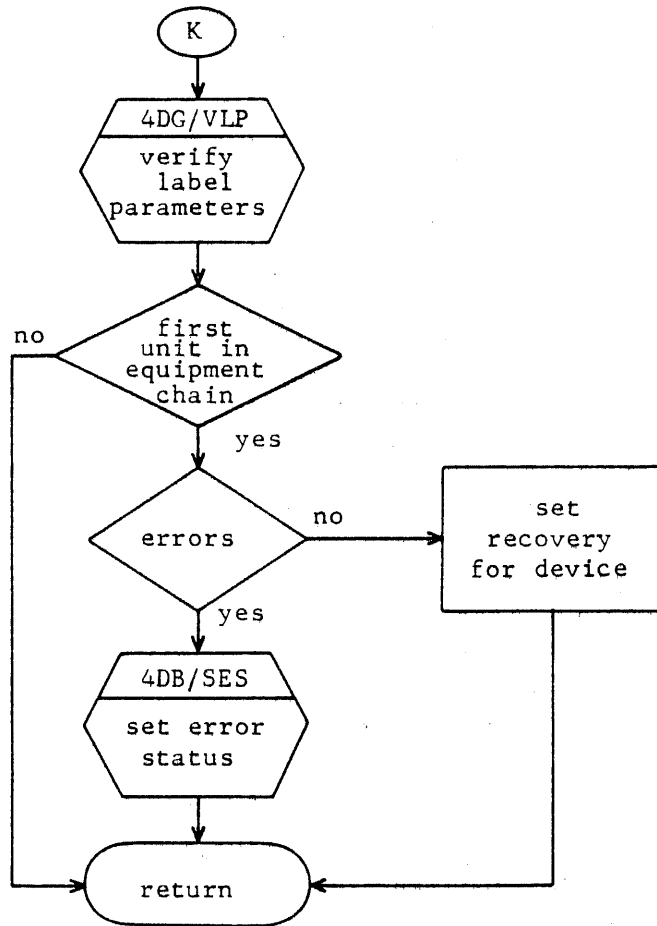 K
4DG/VLP
verify
label
parameters
no
first
unit in
equipment
chain
yes
errors
no
set
recovery
for device
yes
4DB/SES
set error
status
return